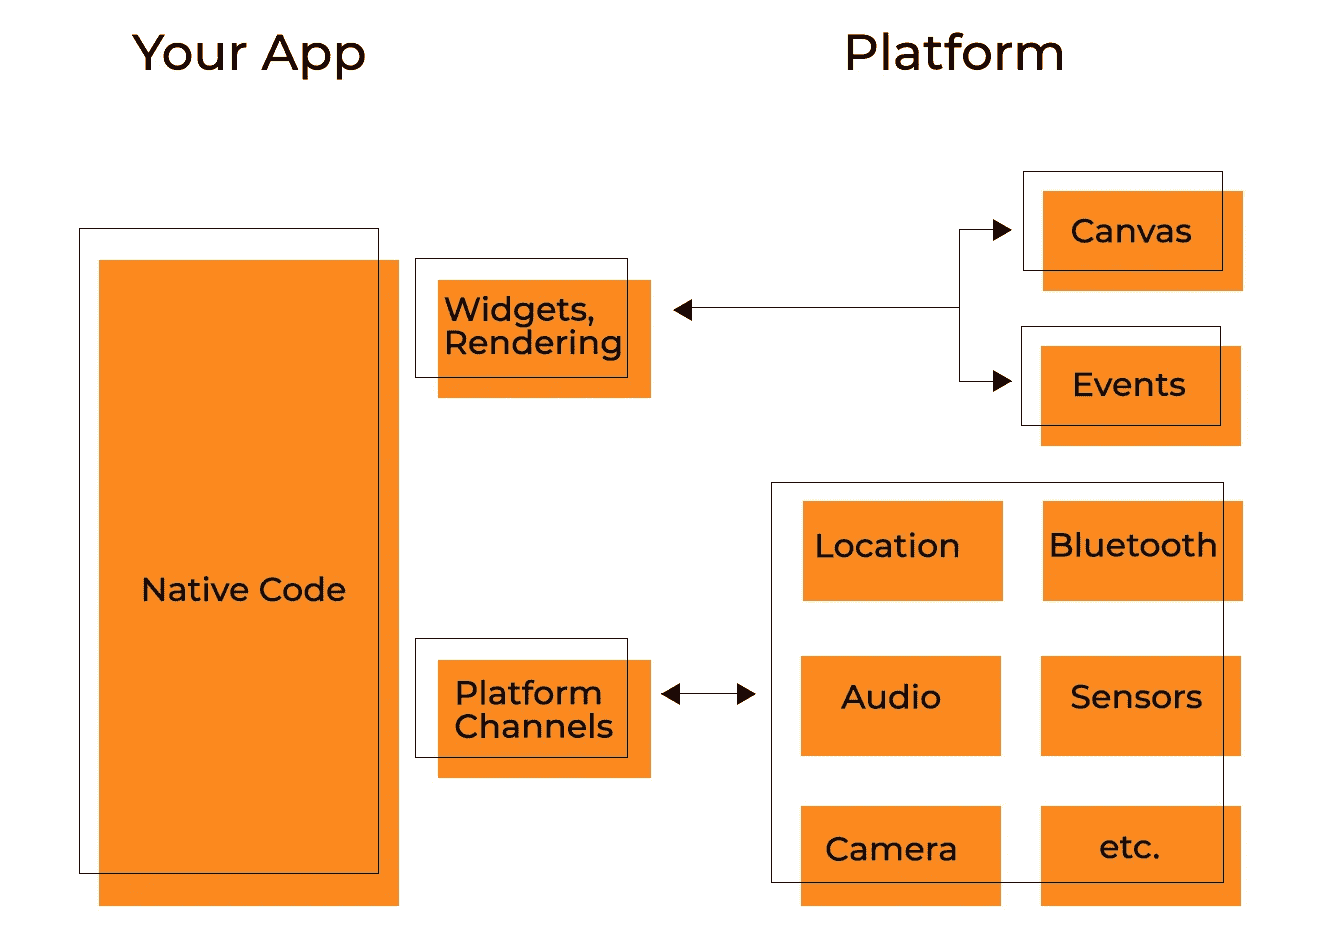 Your App
Platform
Native Code
Widgets,
Rendering
Platform
Channels
Canvas
Events
Location
Bluetooth
Audio
Sensors
Camera
etc.